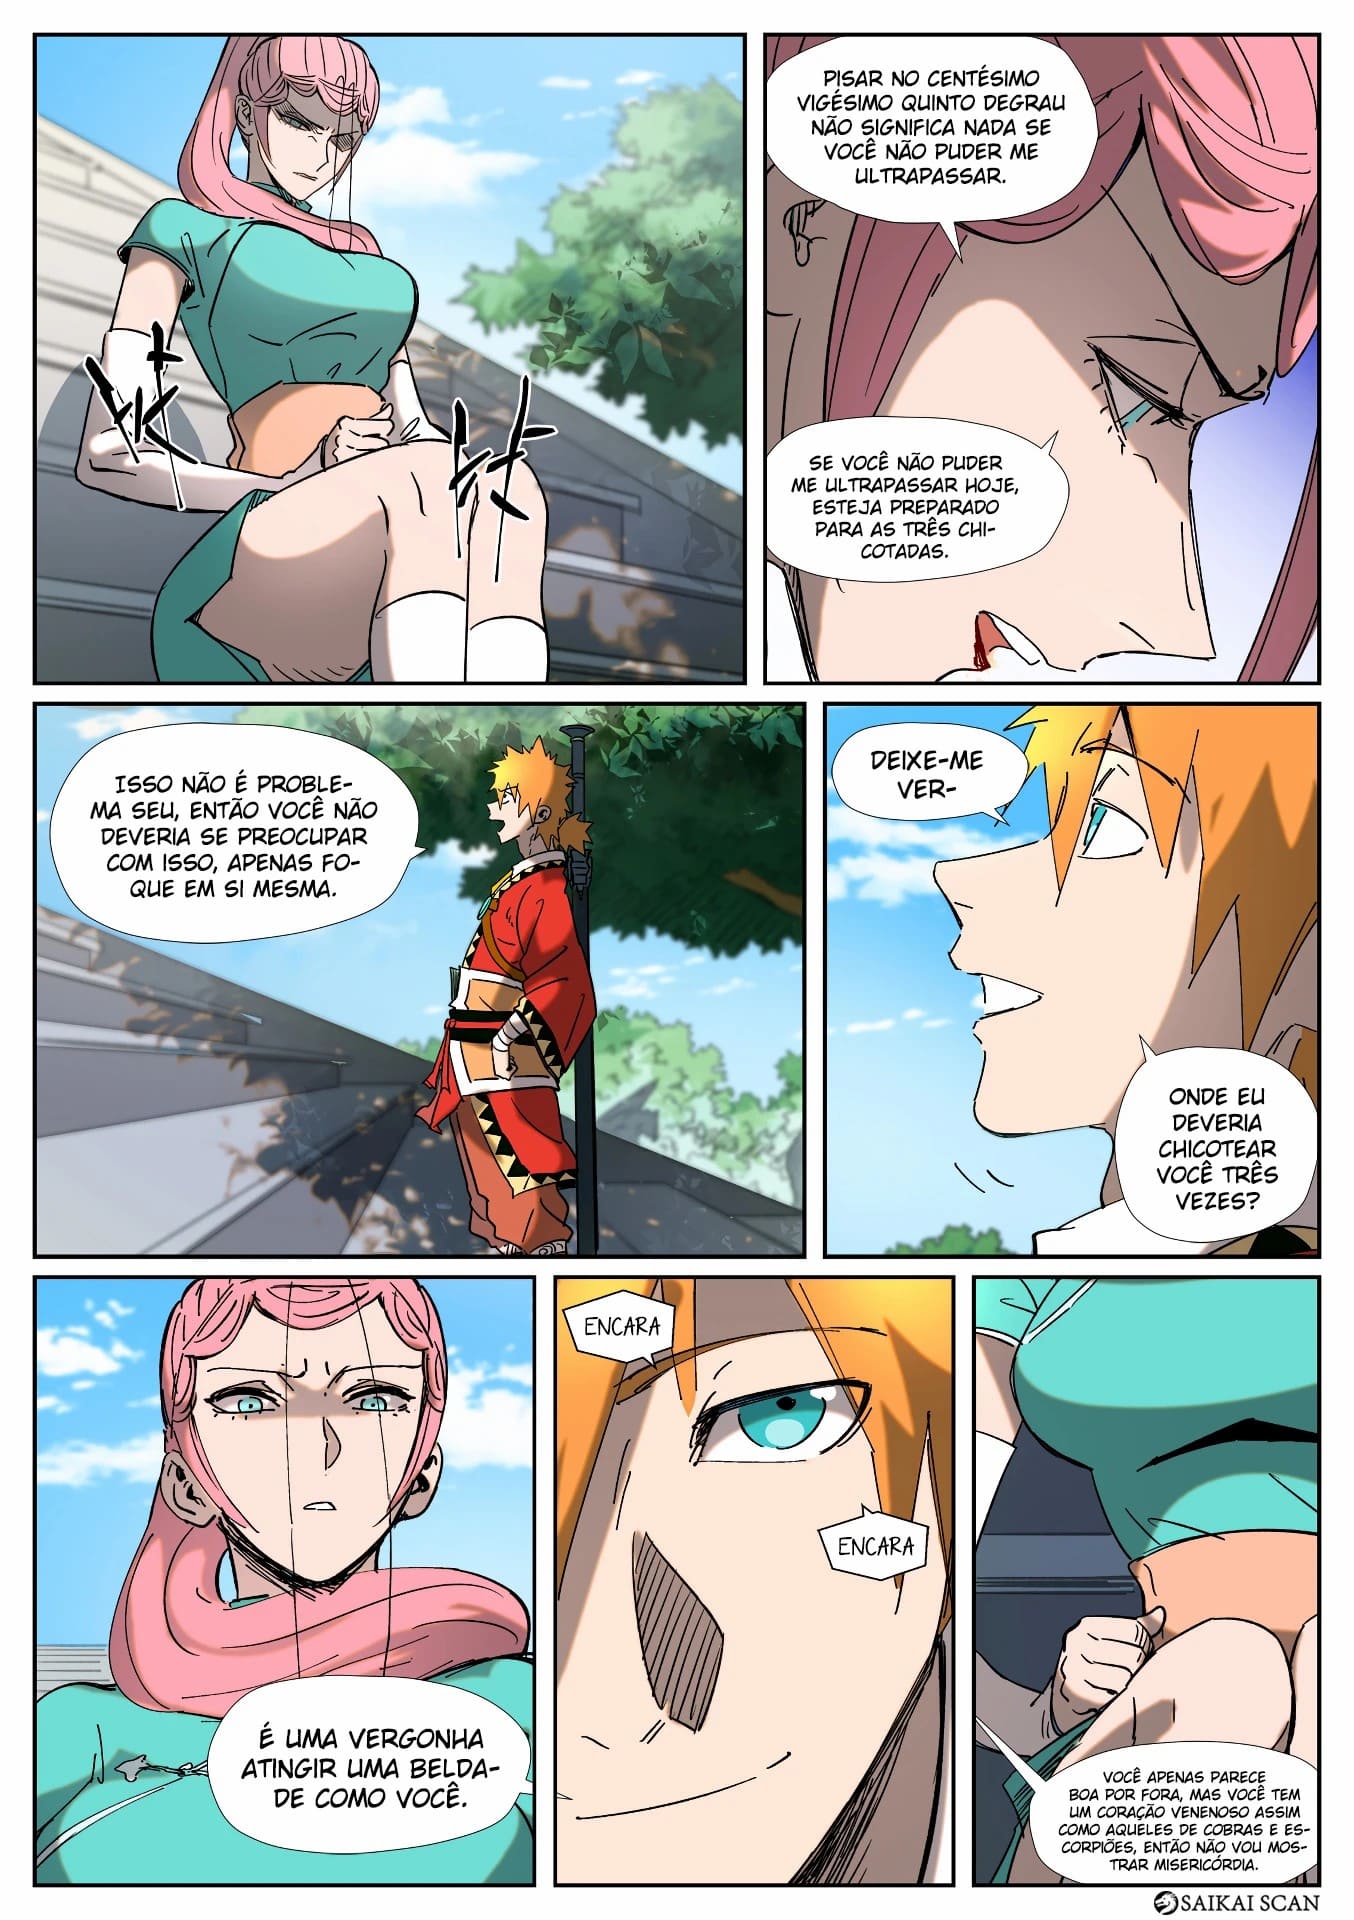 PISAR NO CENTÉSIMO
VIGÉSIMO QUINTO DEGRAU
NÃO SIGNIFICA NADA SE
VOCÊ NÃO PUDER ME
ULTRAPASSAR.
SE VOCÊ NÃO PUDER
ME ULTRAPASSAR HOJE,
ESTEJA PREPARADO
PARA AS TRÊS CHI-
COTADAS.
ISSO NÃO É PROBLE-
MA SEU, ENTÃO VOCÊ NÃO
DEVERIA SE PREOCUPAR
COM ISSO, APENAS FO-
QUE EM SI MESMA.
DEIXE-ME
VER-
ONDE EU
DEVERIA
CHICOTEAR
VOCÊ TRÊS
VEZES?
É UMA VERGONHA
ATINGIR UMA BELDA-
DE COMO VOCÊ.
ENCARA
ENCARA
VOCÊ APENAS PARECE
BOA POR FORA, MAS VOCÊ TEM
UM CORAÇÃO VENENOSO ASSIM
COMO AQUELES DE COBRAS E ES-
CORPIÕES, ENTÃO NÃO VOU MOS-
TRAR MISERICÓRDIA.
SAIKAI SCAN